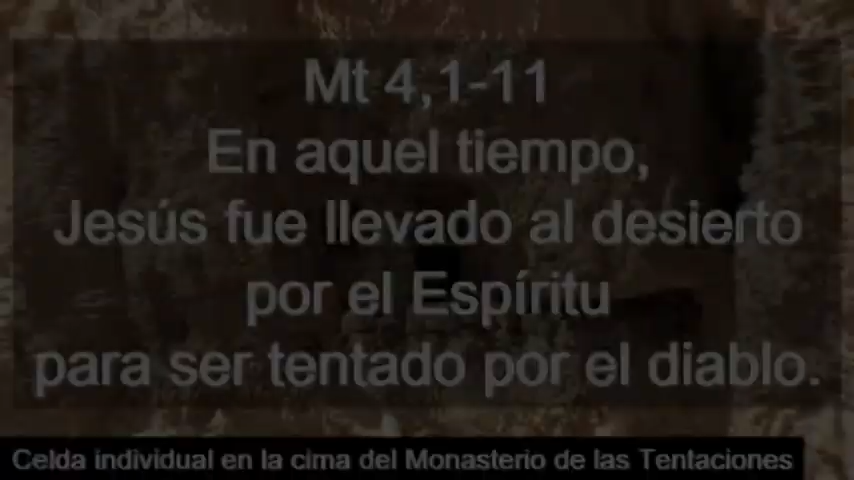 Mt 4,1-11
En aquel tiempo,
Jesús fue llevado al desierto
por el Espíritu
para ser tentado por el diablo.
Celda individual en la cima del Monasterio de las Tentaciones